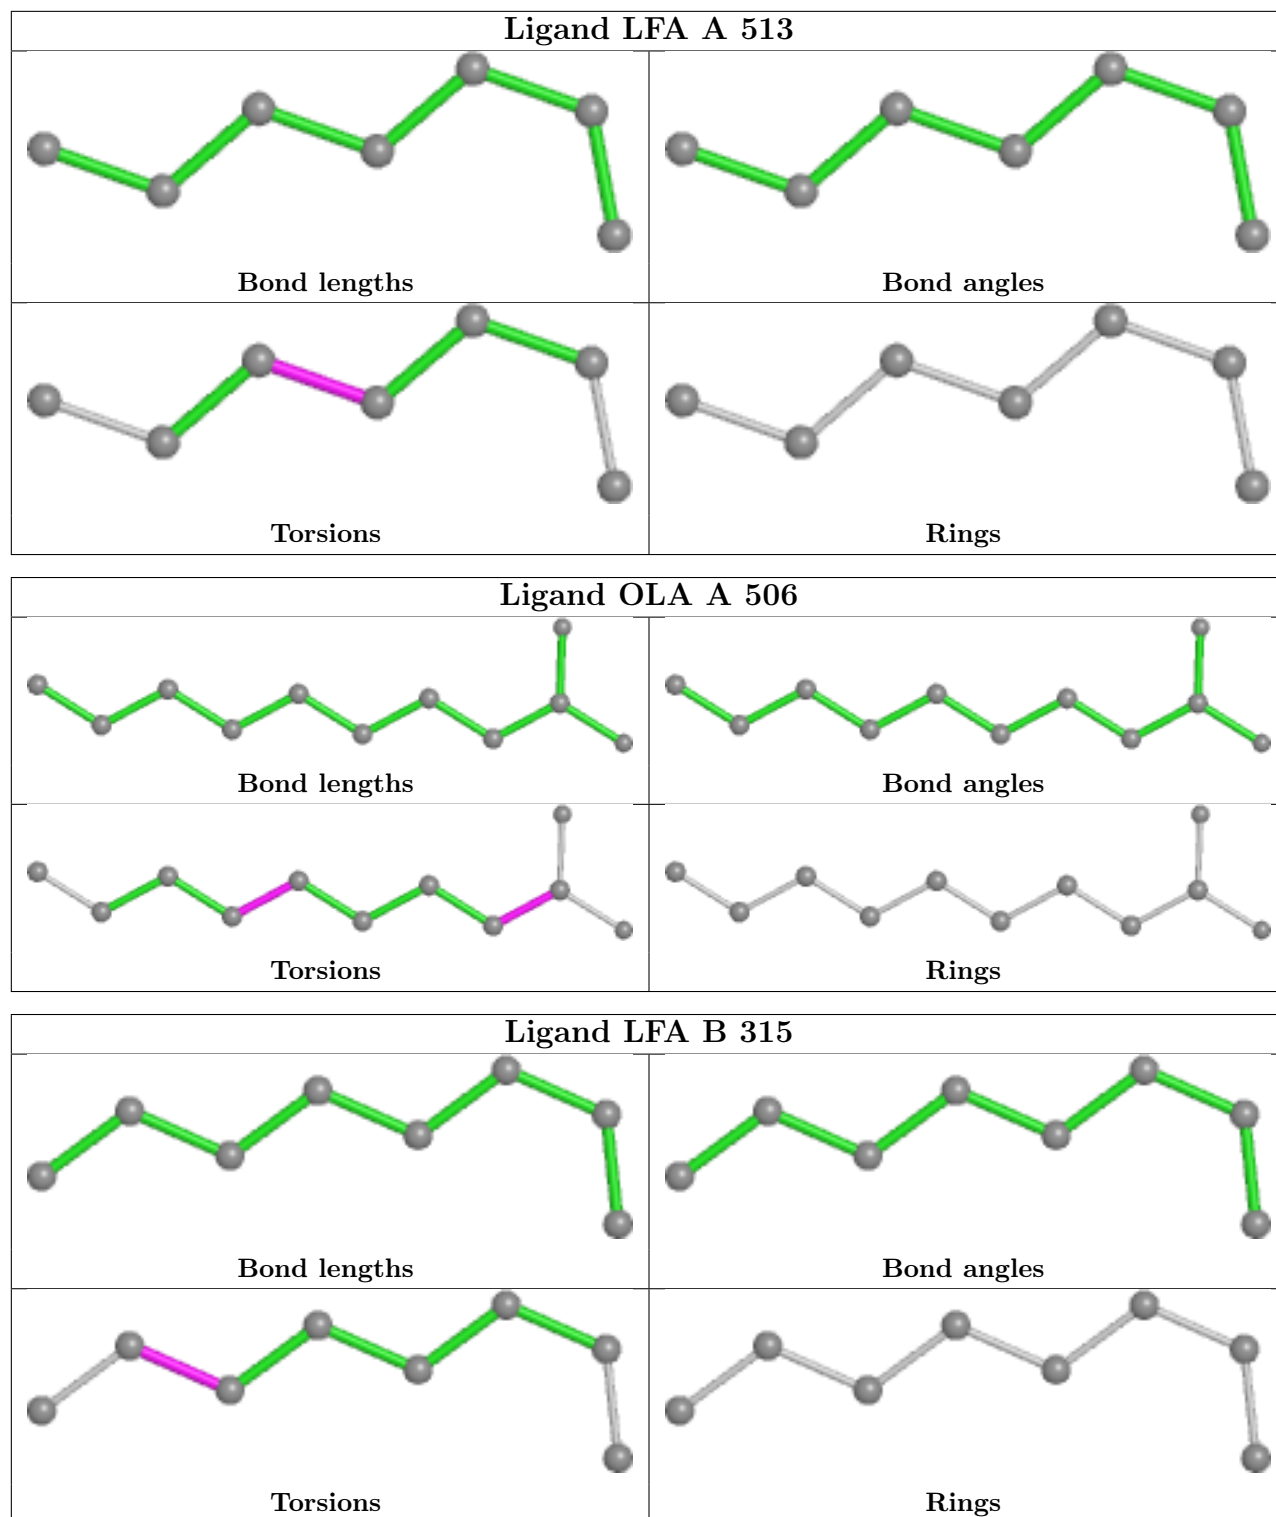 Ligand LFA A 513
Bond lengths
Bond angles
Torsions
Rings
Ligand OLA A 506
Bond lengths
Bond angles
Torsions
Rings
Ligand LFA B 315
Bond lengths
Bond angles
Torsions
Rings